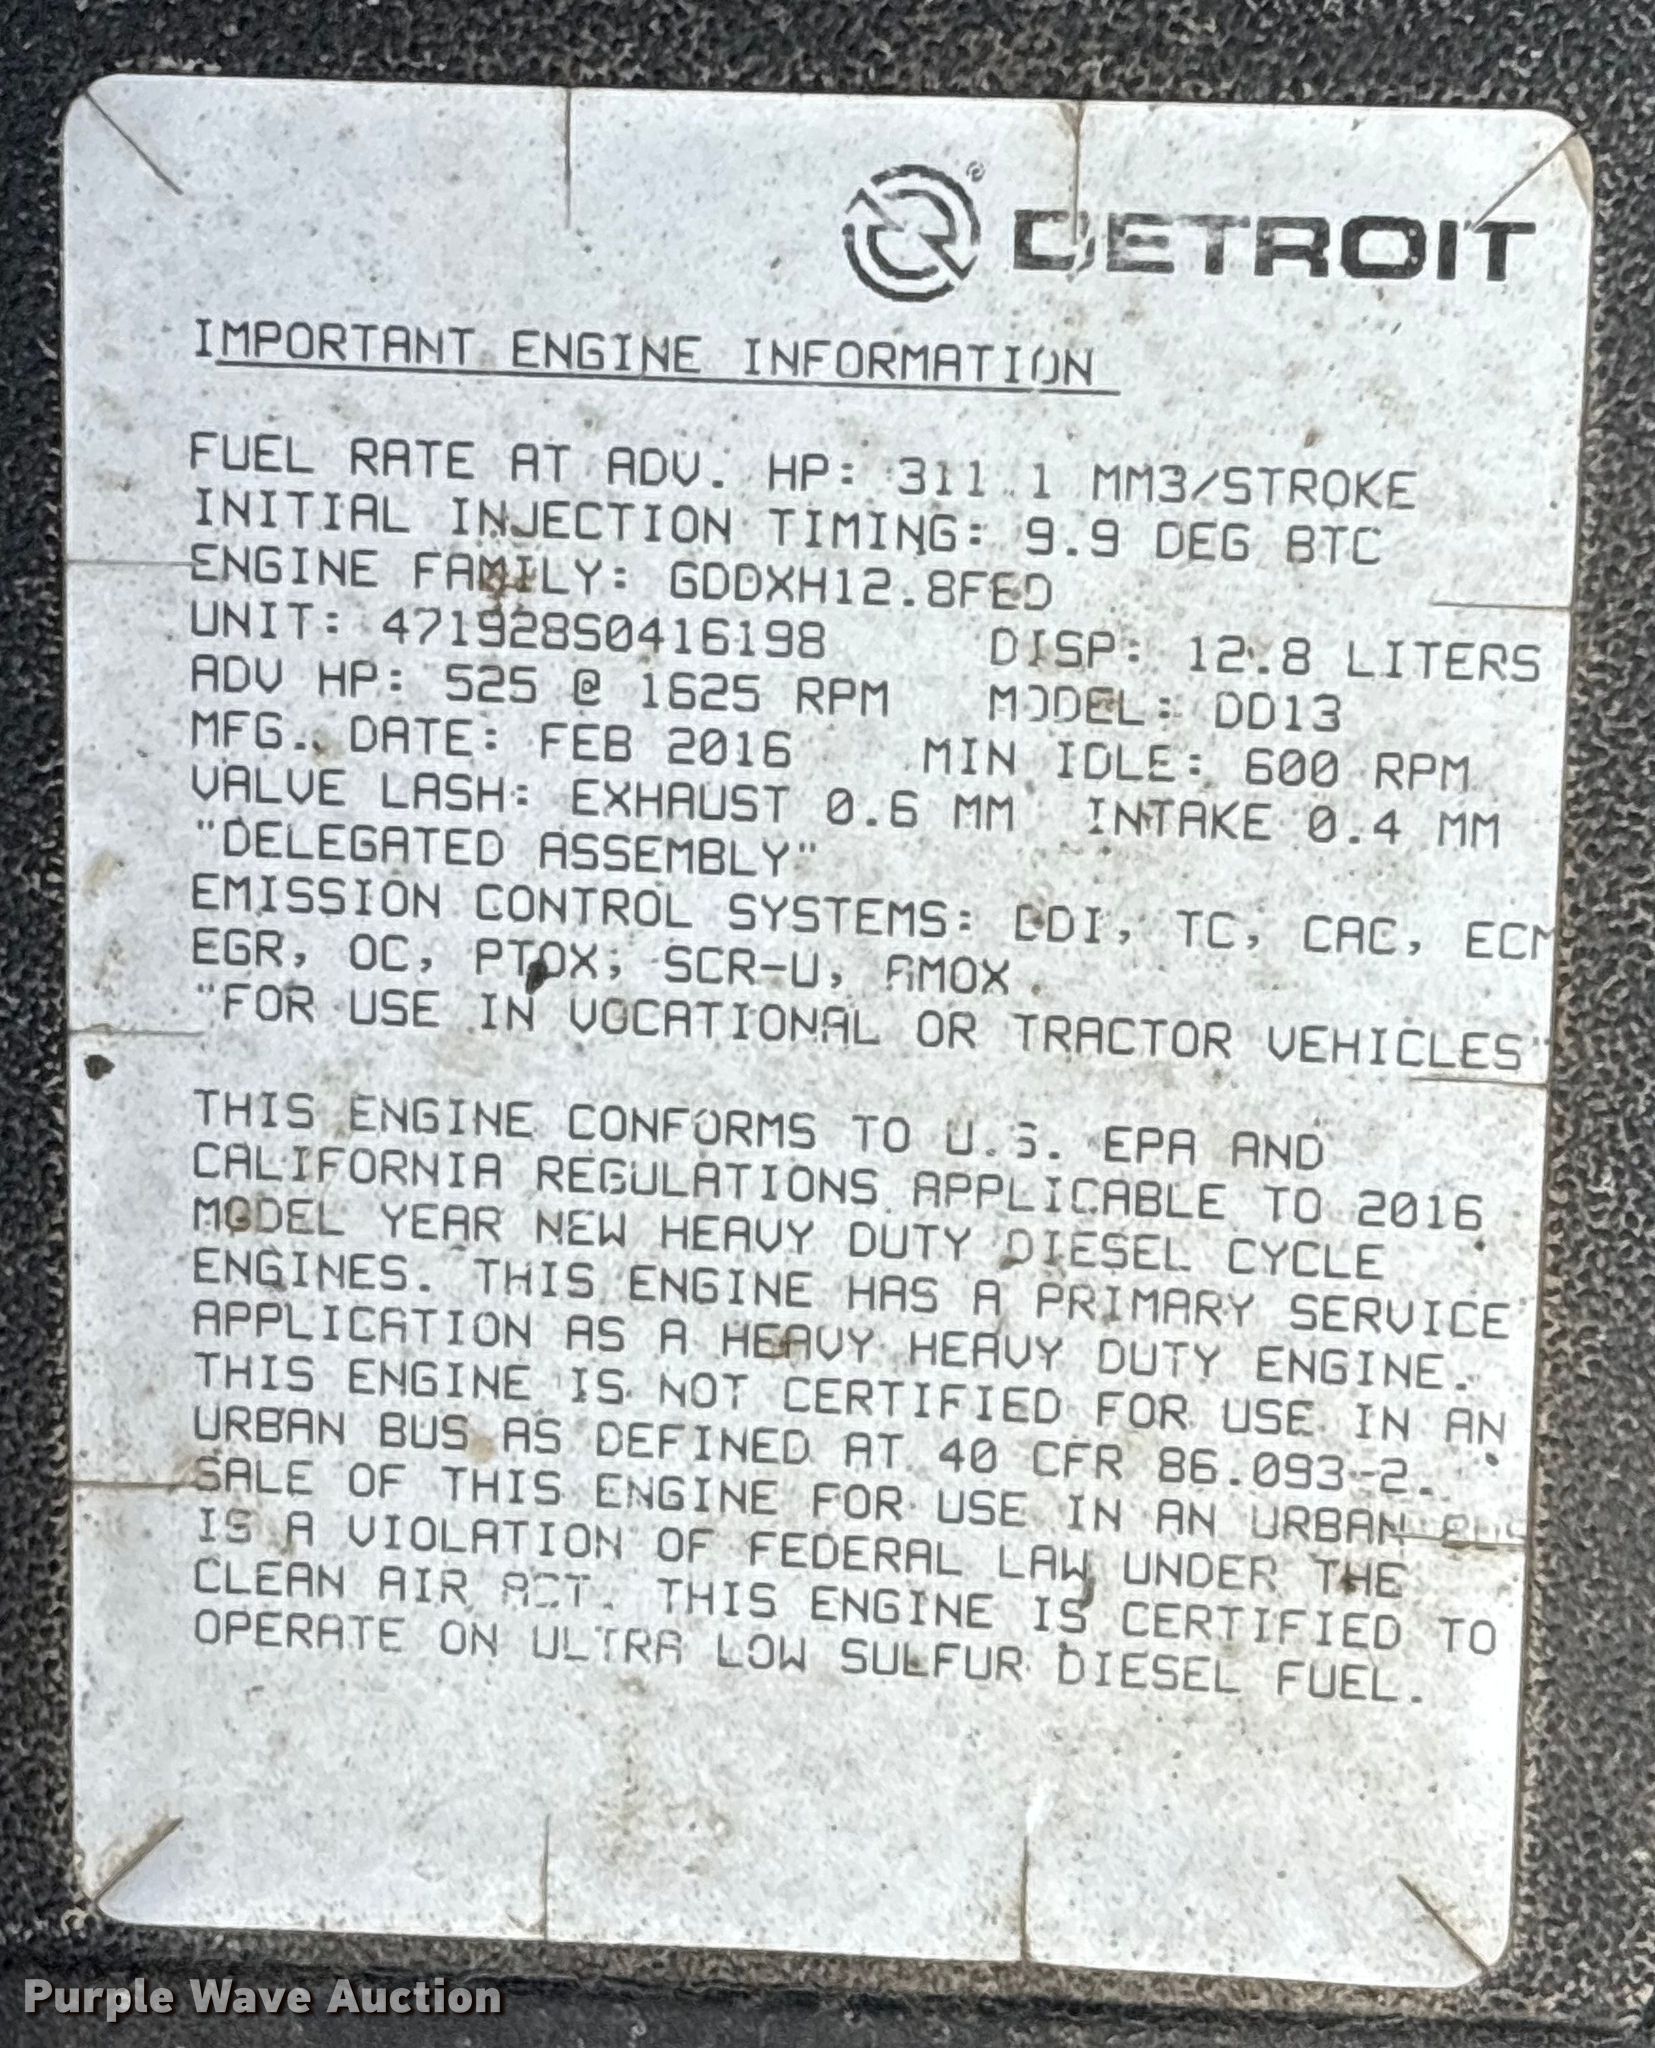 DETROIT
IMPORTANT ENGINE INFORMATION
FUEL RATE AT ADV. HP: 311.1 MM3/STROKE
INITIAL INJECTION TIMING: 9.9 DEG BTC
ENGINE FAMILY: GDDXH12.8FED
UNIT: 471928S0416198 DISP: 12.8 LITERS
ADV HP: 525 @ 1625 RPM MODEL: DD13
MFG. DATE: FEB 2016 MIN IDLE: 600 RPM
VALVE LASH: EXHAUST 0.6 MM INTAKE 0.4 MM
"DELEGATED ASSEMBLY"
EMISSION CONTROL SYSTEMS: DDI, TC, CAC, ECM
EGR, OC, PTOX, SCR-U, AMOX
"FOR USE IN VOCATIONAL OR TRACTOR VEHICLES"
THIS ENGINE CONFORMS TO U.S. EPA AND
CALIFORNIA REGULATIONS APPLICABLE TO 2016
MODEL YEAR NEW HEAVY DUTY DIESEL CYCLE
ENGINES. THIS ENGINE HAS A PRIMARY SERVICE
APPLICATION AS A HEAVY HEAVY DUTY ENGINE.
THIS ENGINE IS NOT CERTIFIED FOR USE IN AN
URBAN BUS AS DEFINED AT 40 CFR 86.093-2.
SALE OF THIS ENGINE FOR USE IN AN URBAN BUS
IS A VIOLATION OF FEDERAL LAW UNDER THE
CLEAN AIR ACT. THIS ENGINE IS CERTIFIED TO
OPERATE ON ULTRA LOW SULFUR DIESEL FUEL.
Purple Wave Auction